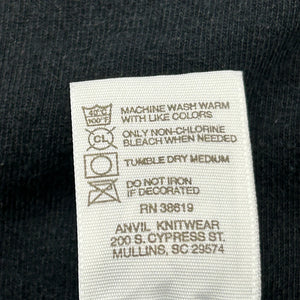 40°C MACHINE WASH WARM
100°F WITH LIKE COLORS
CL ONLY NON-CHLORINE
BLEACH WHEN NEEDED
TUMBLE DRY MEDIUM
DO NOT IRON
IF DECORATED
RN 38619
ANVIL KNITWEAR
200 S. CYPRESS ST.
MULLINS, SC 29574